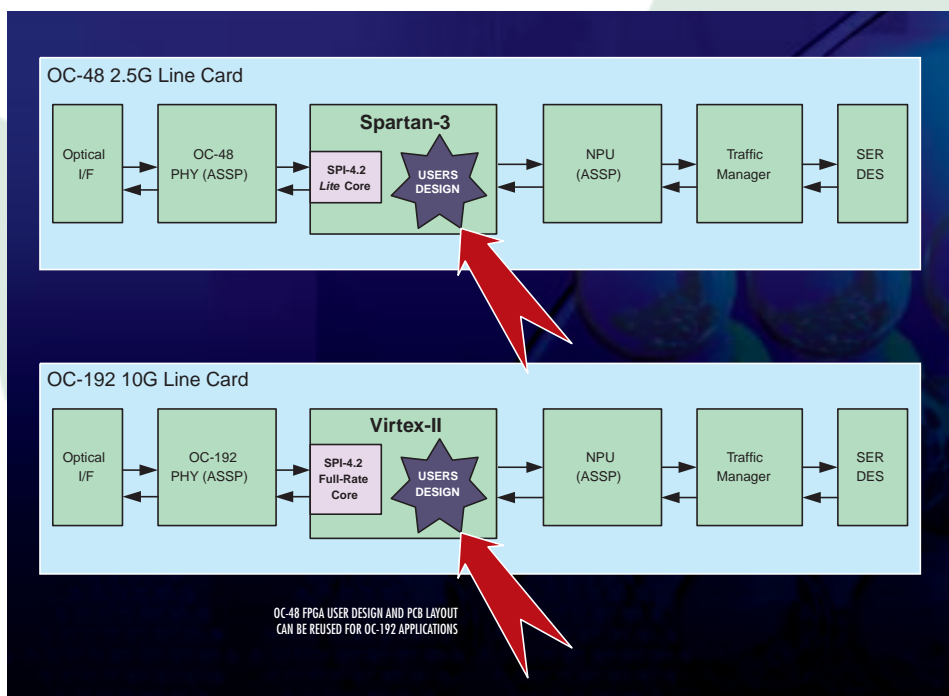 OC-48 2.5G Line Card
Optical
I/F
OC-48
PHY (ASSP)
Spartan-3
SPI-4.2
Lite Core
USERS
DESIGN
NPU
(ASSP)
Traffic
Manager
SER
DES
OC-192 10G Line Card
Optical
I/F
OC-192
PHY (ASSP)
Virtex-II
SPI-4.2
Full-Rate
Core
USERS
DESIGN
NPU
(ASSP)
Traffic
Manager
SER
DES
OC-48 FPGA USER DESIGN AND PCB LAYOUT
CAN BE REUSED FOR OC-192 APPLICATIONS